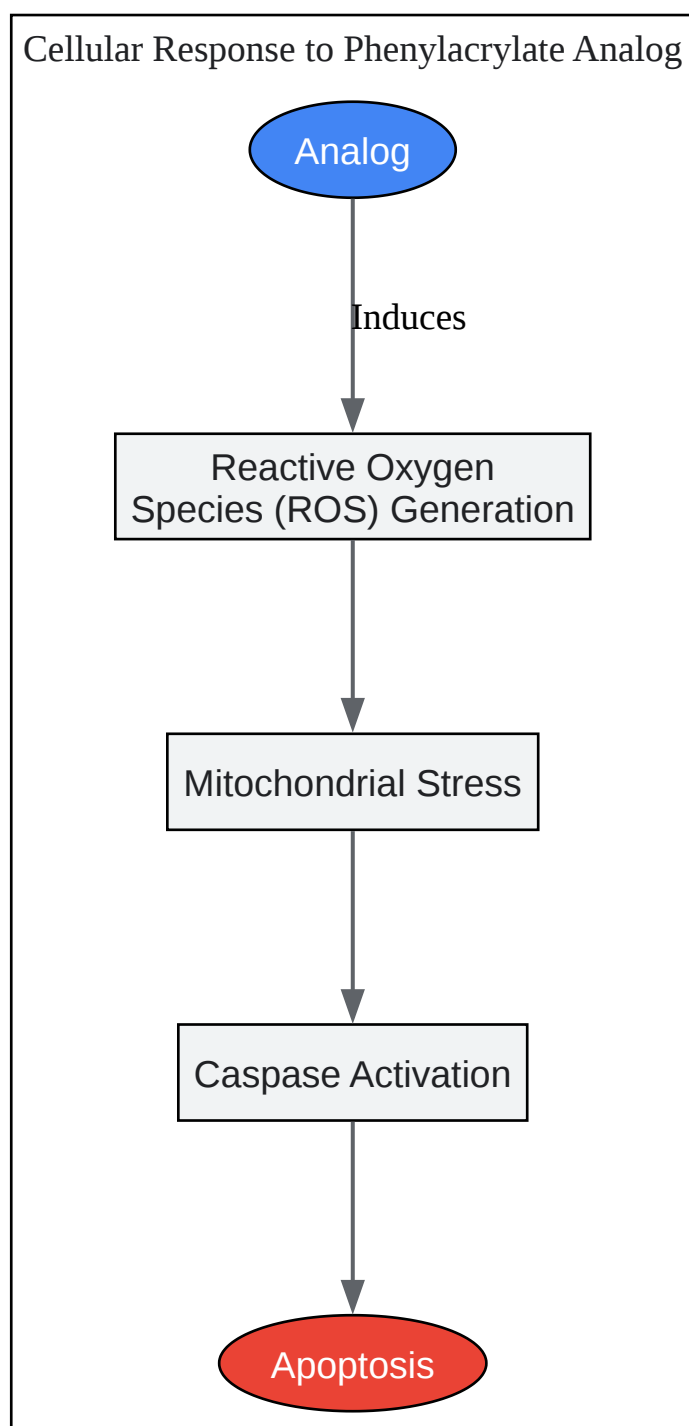 Cellular Response to Phenylacrylate Analog
Analog
Induces
Reactive Oxygen
Species (ROS) Generation
Mitochondrial Stress
Caspase Activation
Apoptosis